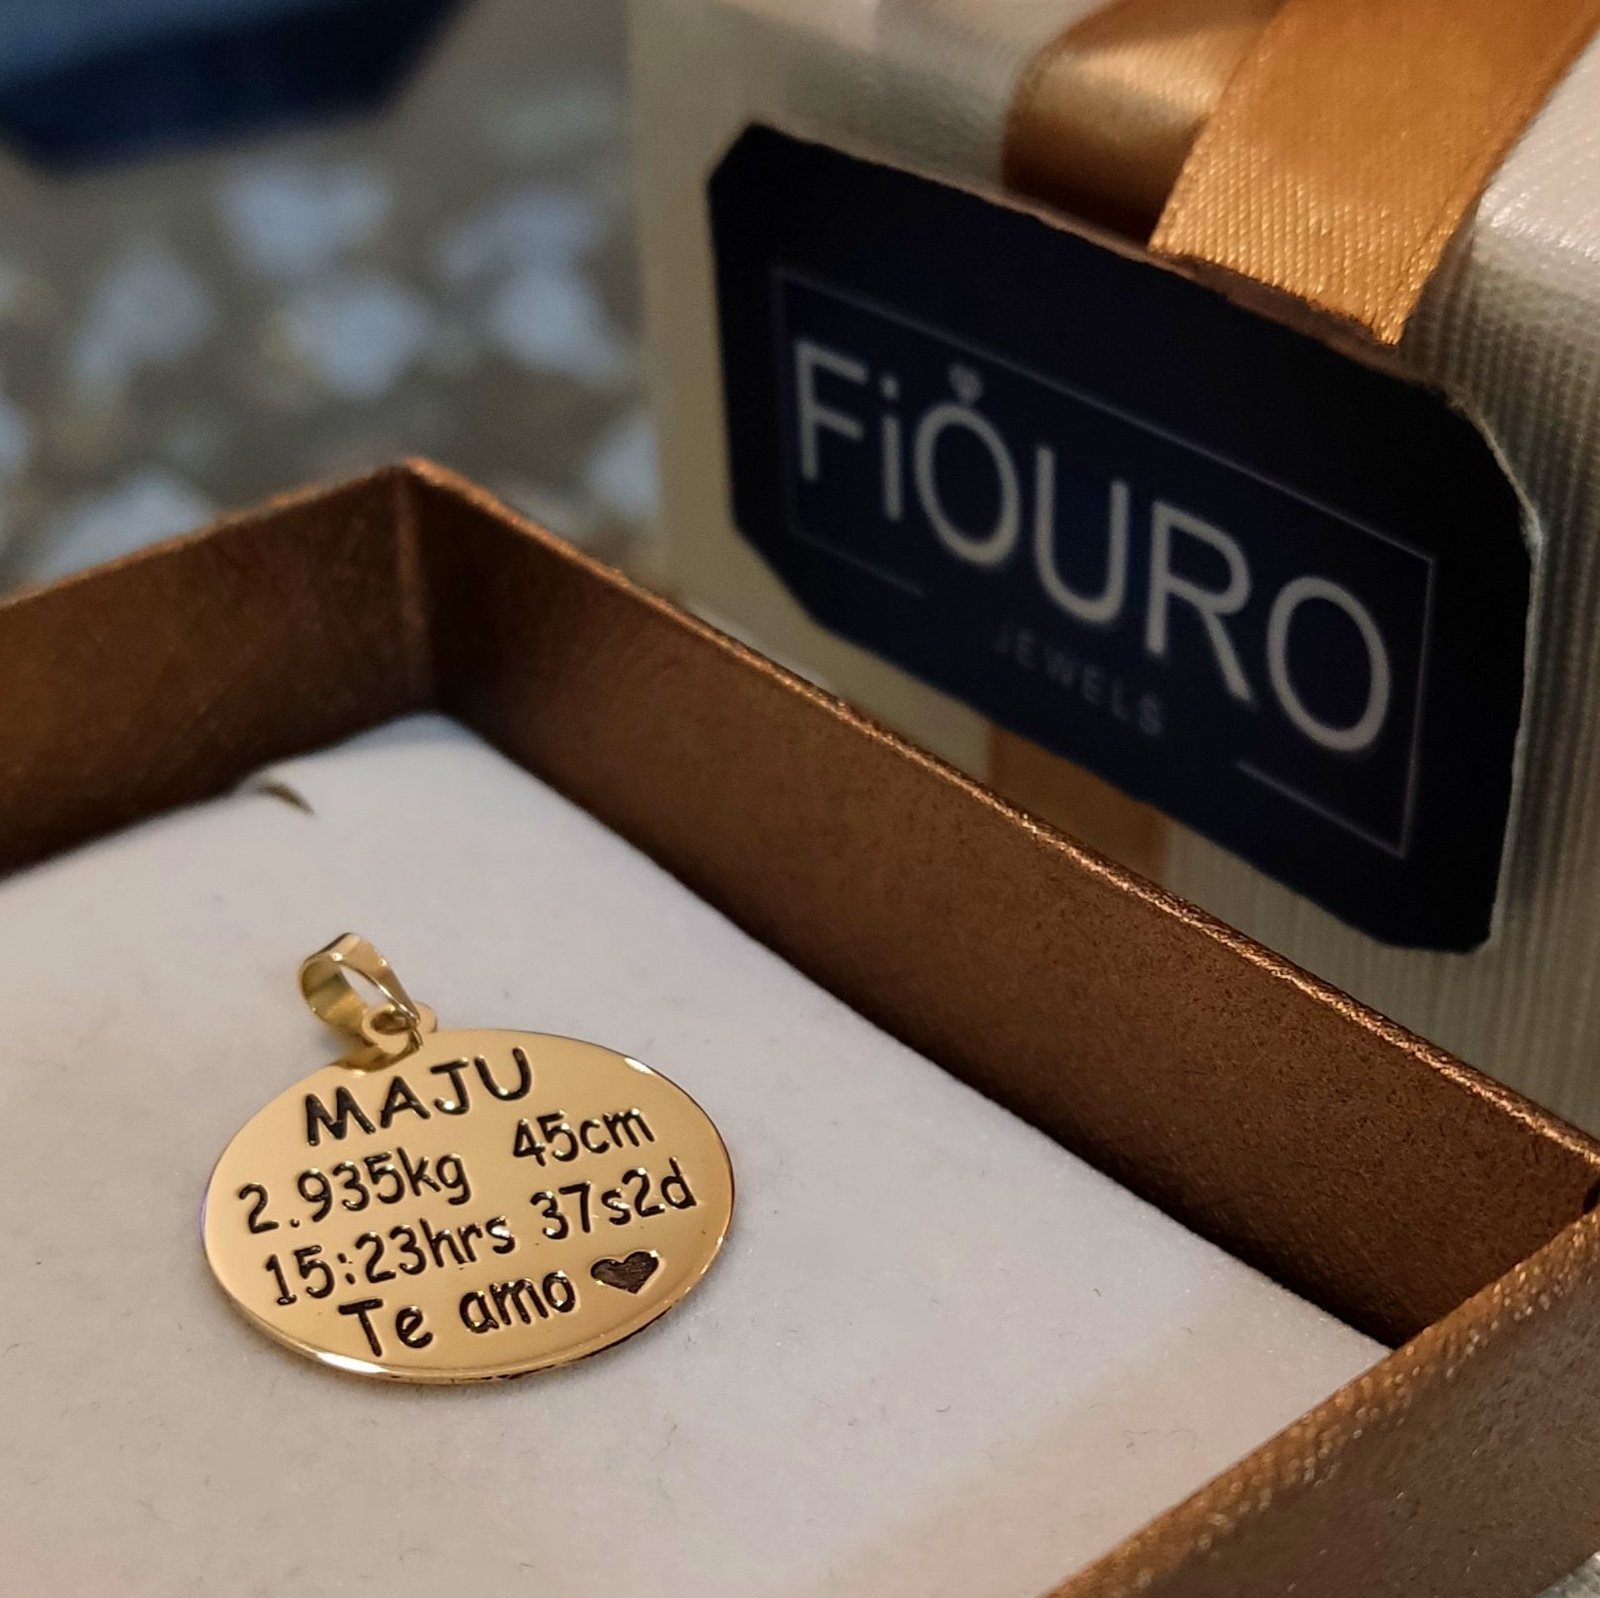 FiOURO
JEWELS
MAJU
2.935kg 45cm
15:23hrs 37s2d
Te amo ♥